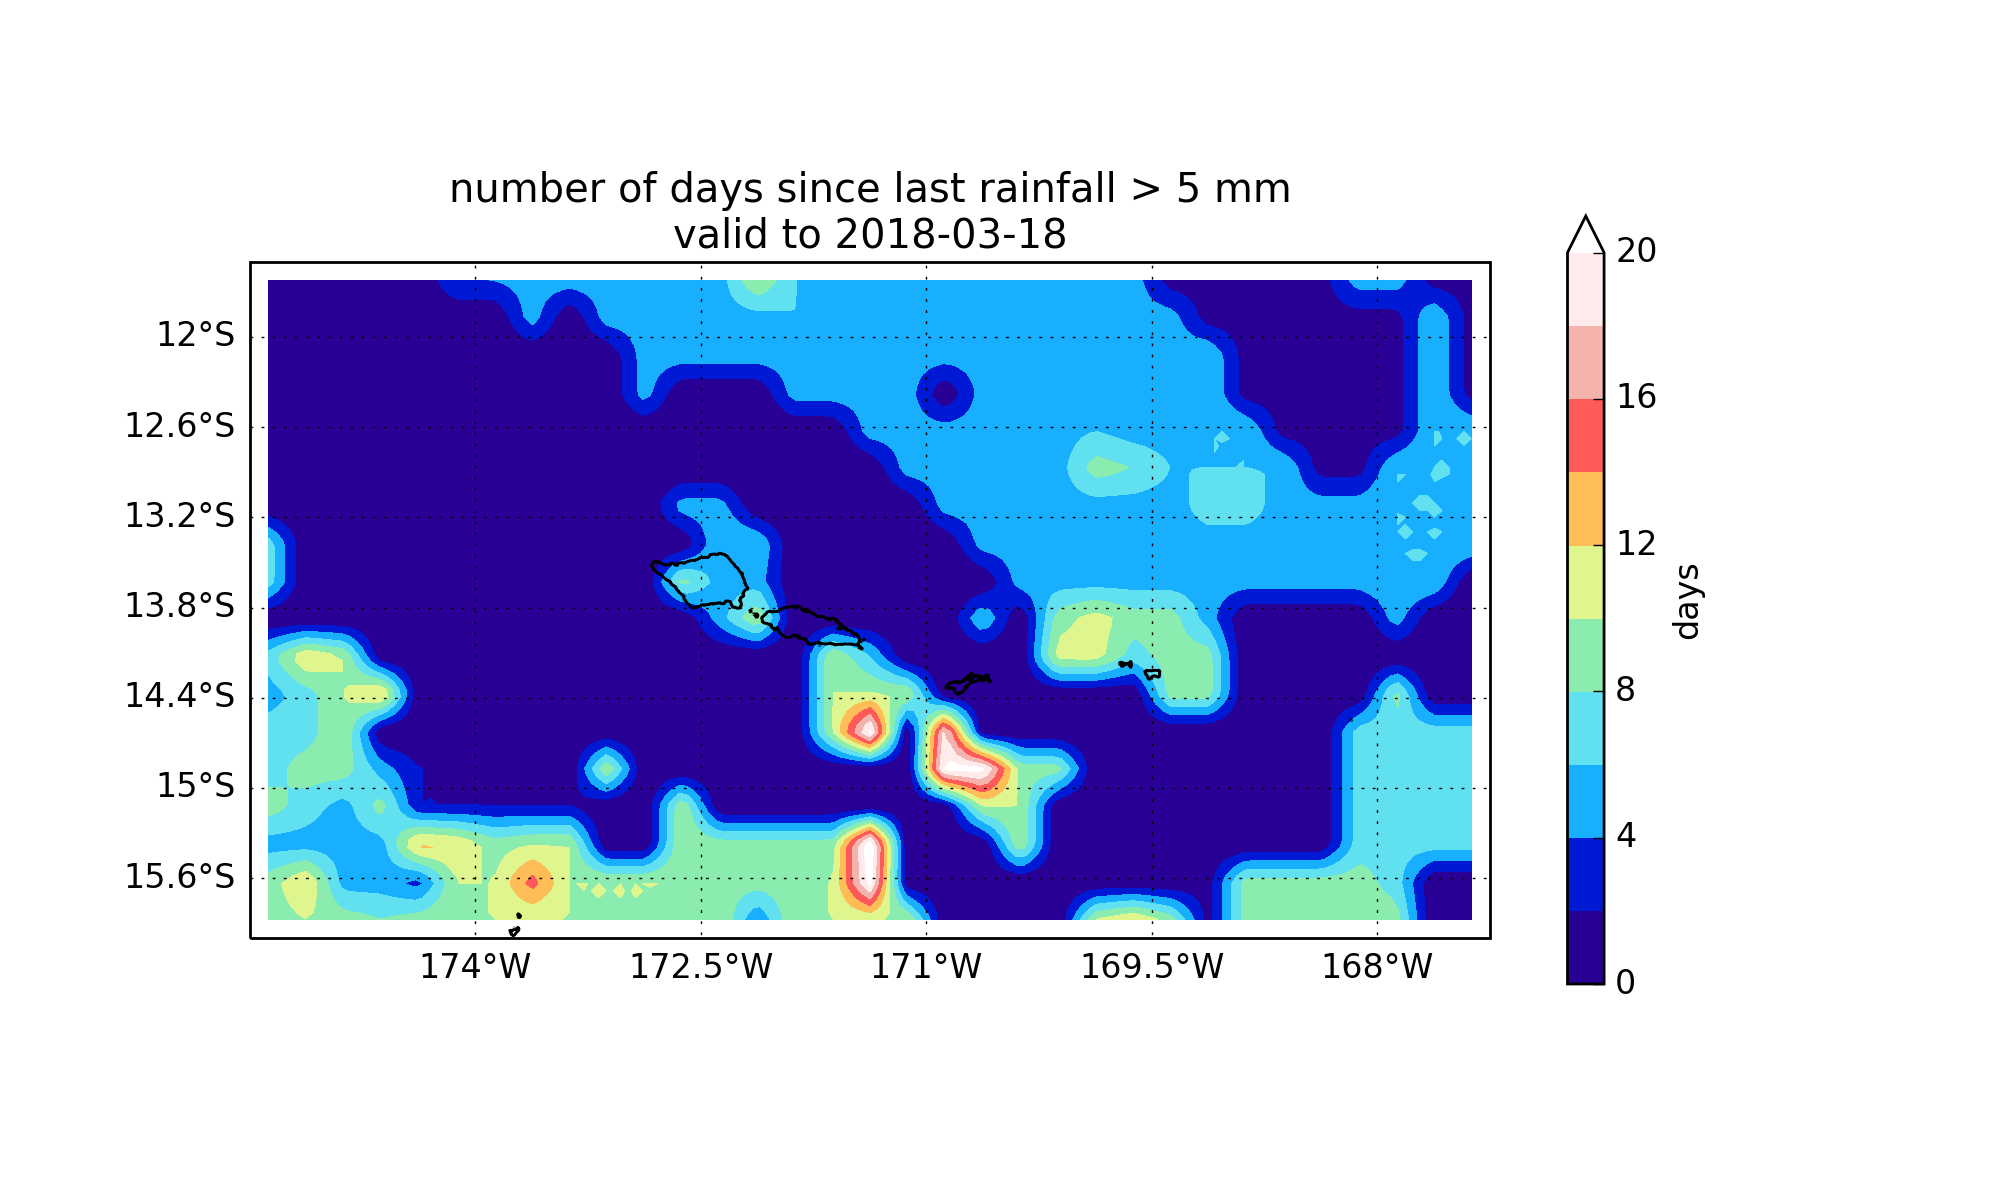 number of days since last rainfall > 5 mm
valid to 2018-03-18
12°S
12.6°S
13.2°S
13.8°S
14.4°S
15°S
15.6°S
174°W
172.5°W
171°W
169.5°W
168°W
20
16
12
8
4
0
days